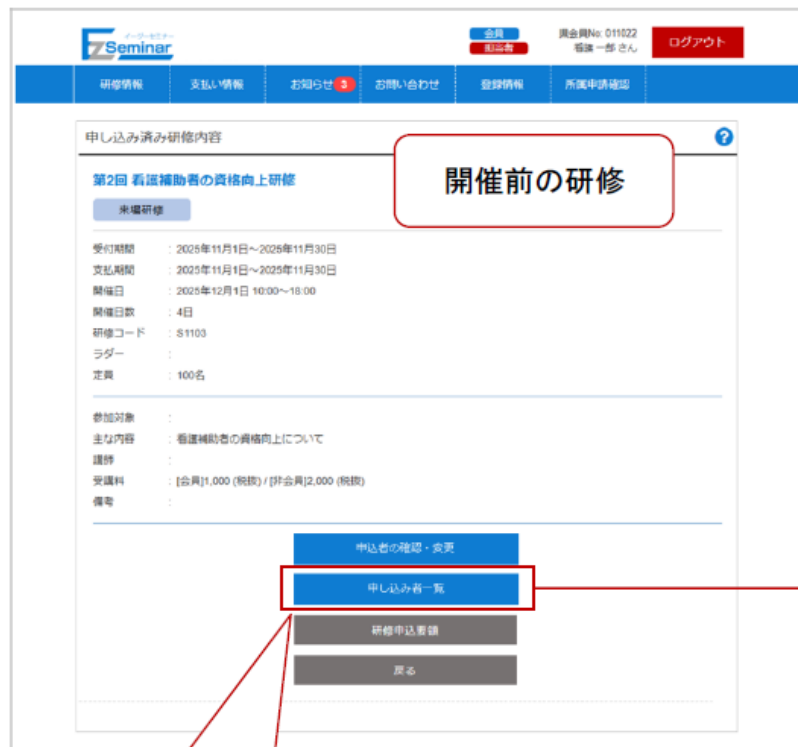 イージーセミナー
EZ Seminar
会員
担当者
満会員No: 011022
看護 一郎 さん
ログアウト
研修情報
支払い情報
お知らせ 3
お問い合わせ
登録情報
所属申請確認
申し込み済み研修内容
?
開催前の研修
第2回 看護補助者の資格向上研修
来場研修
受付期間 : 2025年11月1日~2025年11月30日
支払期間 : 2025年11月1日~2025年11月30日
開催日 : 2025年12月1日 10:00~16:00
開催日数 : 4日
研修コード : S1103
ラダー :
定員 : 100名
参加対象 :
主な内容 : 看護補助者の資格向上について
講師 :
受講料 : [会員]1,000 (税抜) / [非会員]2,000 (税抜)
備考 :
申込者の確認・変更
申し込み者一覧
研修申込要領
戻る